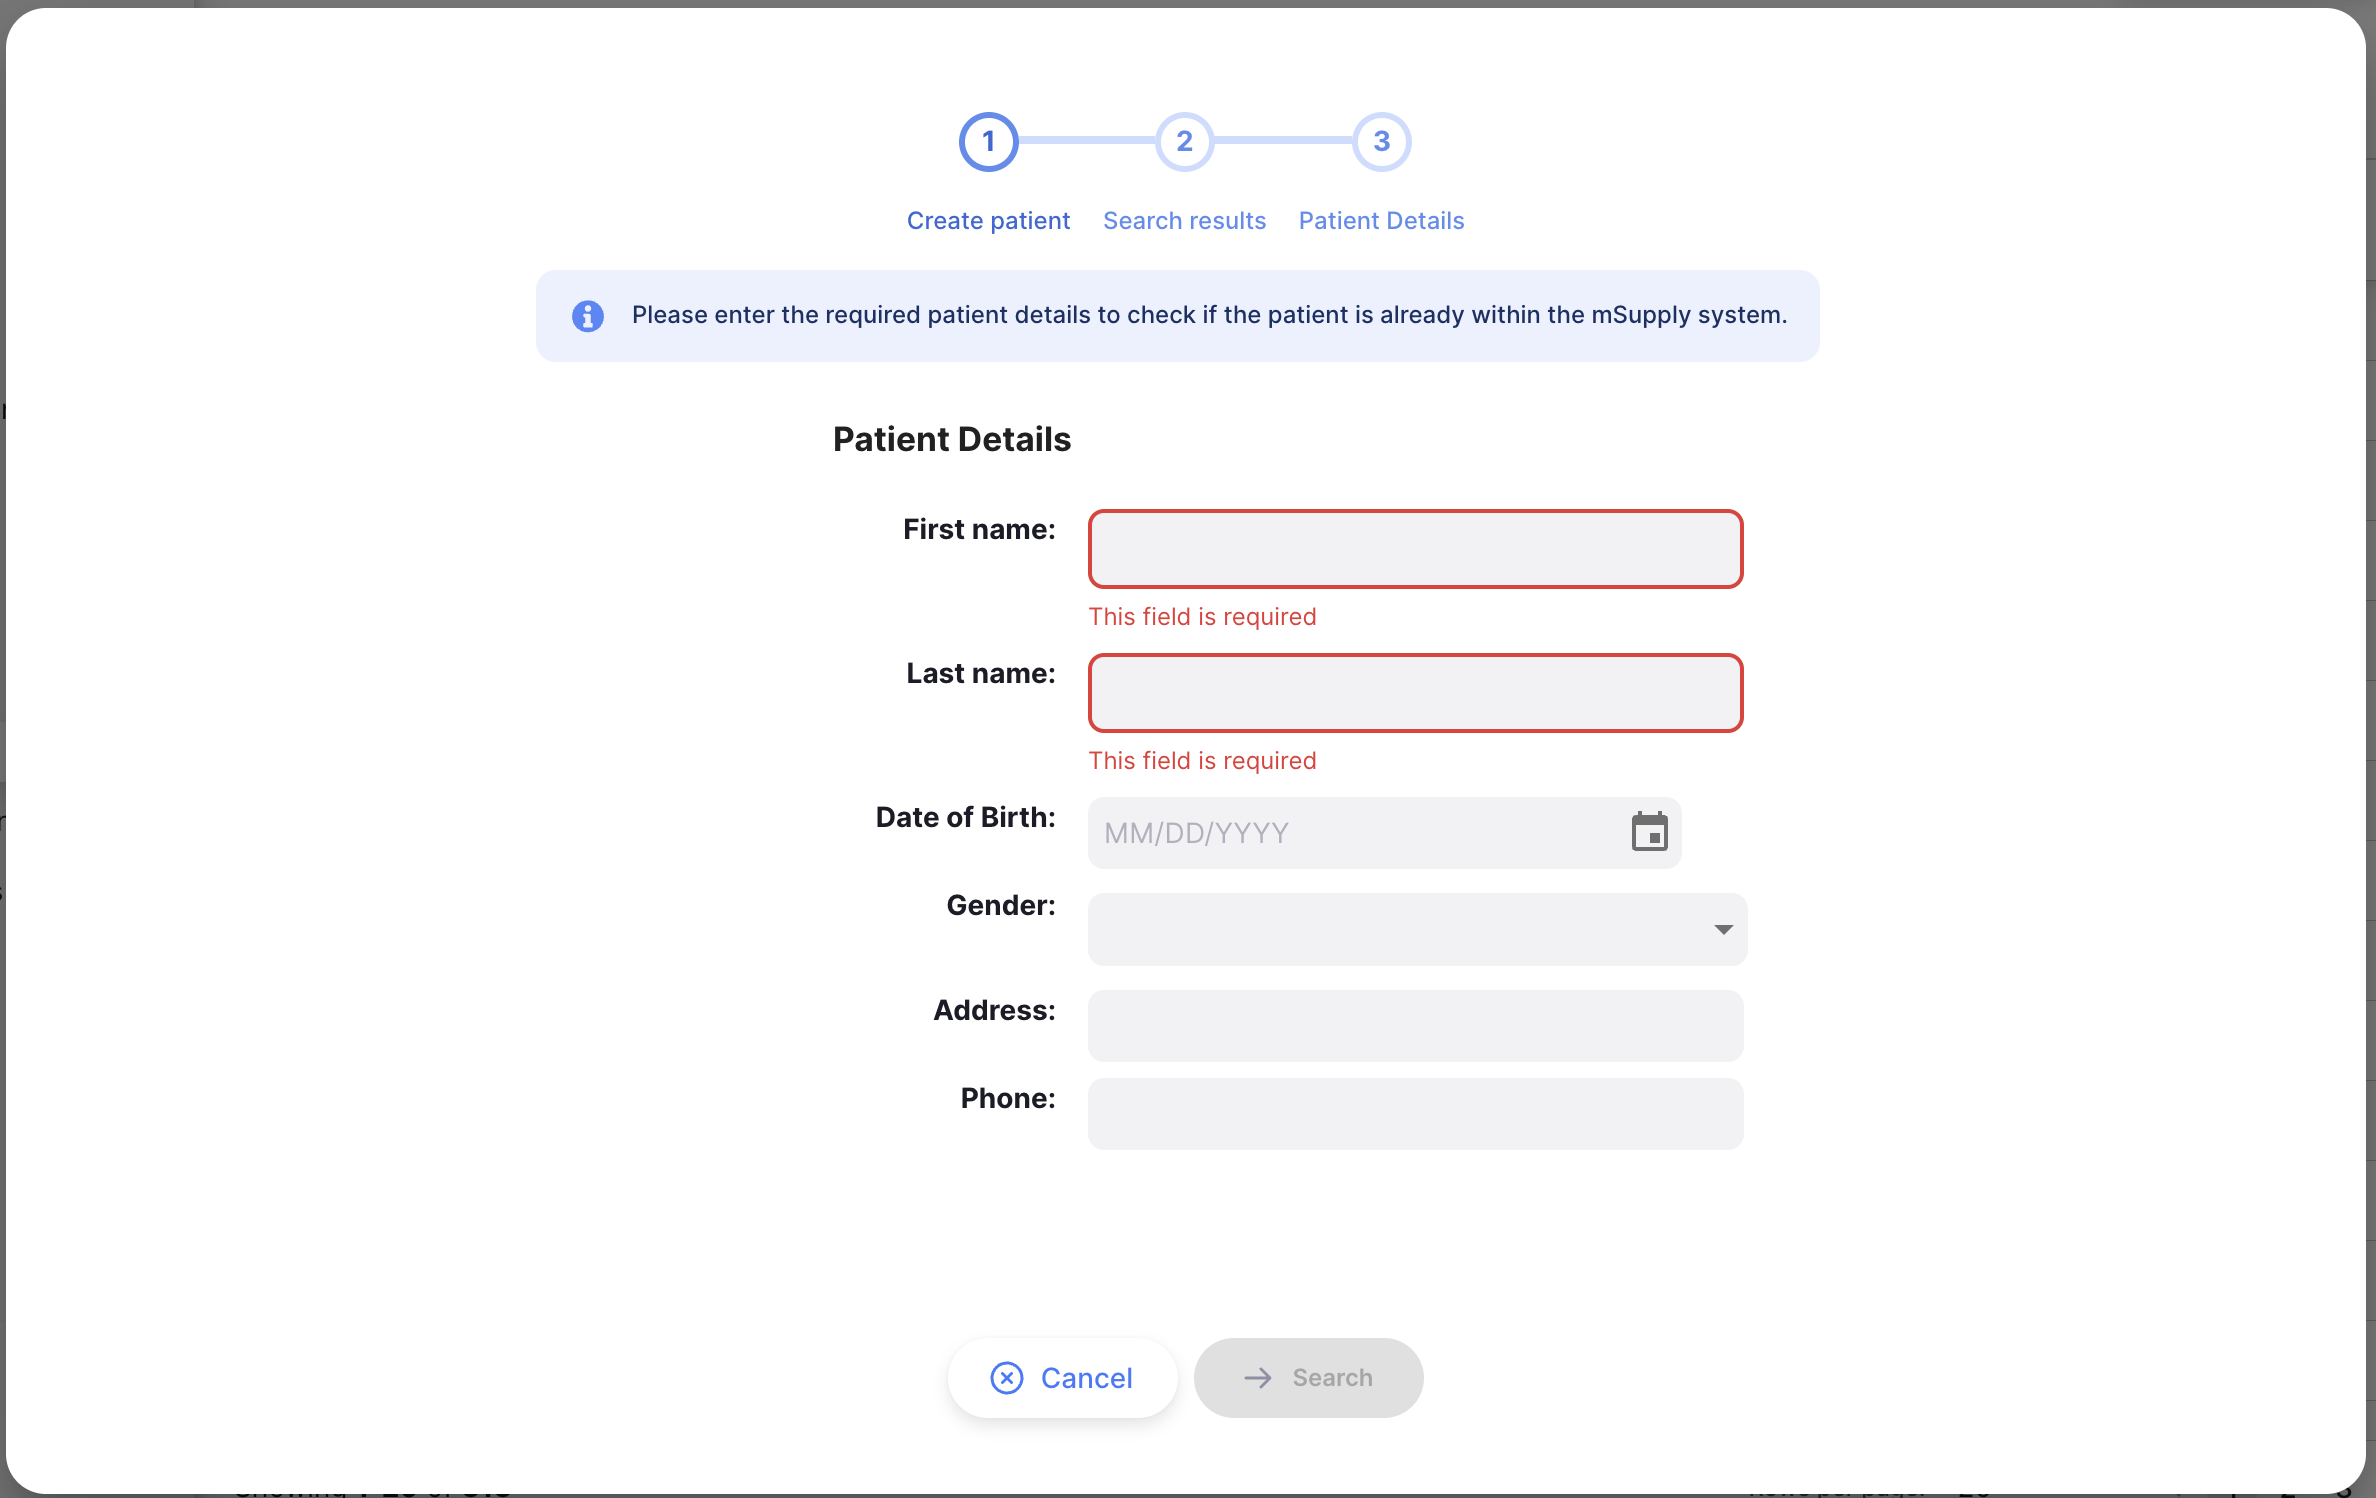 1 2 3
Create patient Search results Patient Details
Please enter the required patient details to check if the patient is already within the mSupply system.
Patient Details
First name:
This field is required
Last name:
This field is required
Date of Birth: MM/DD/YYYY
Gender:
Address:
Phone:
Cancel Search